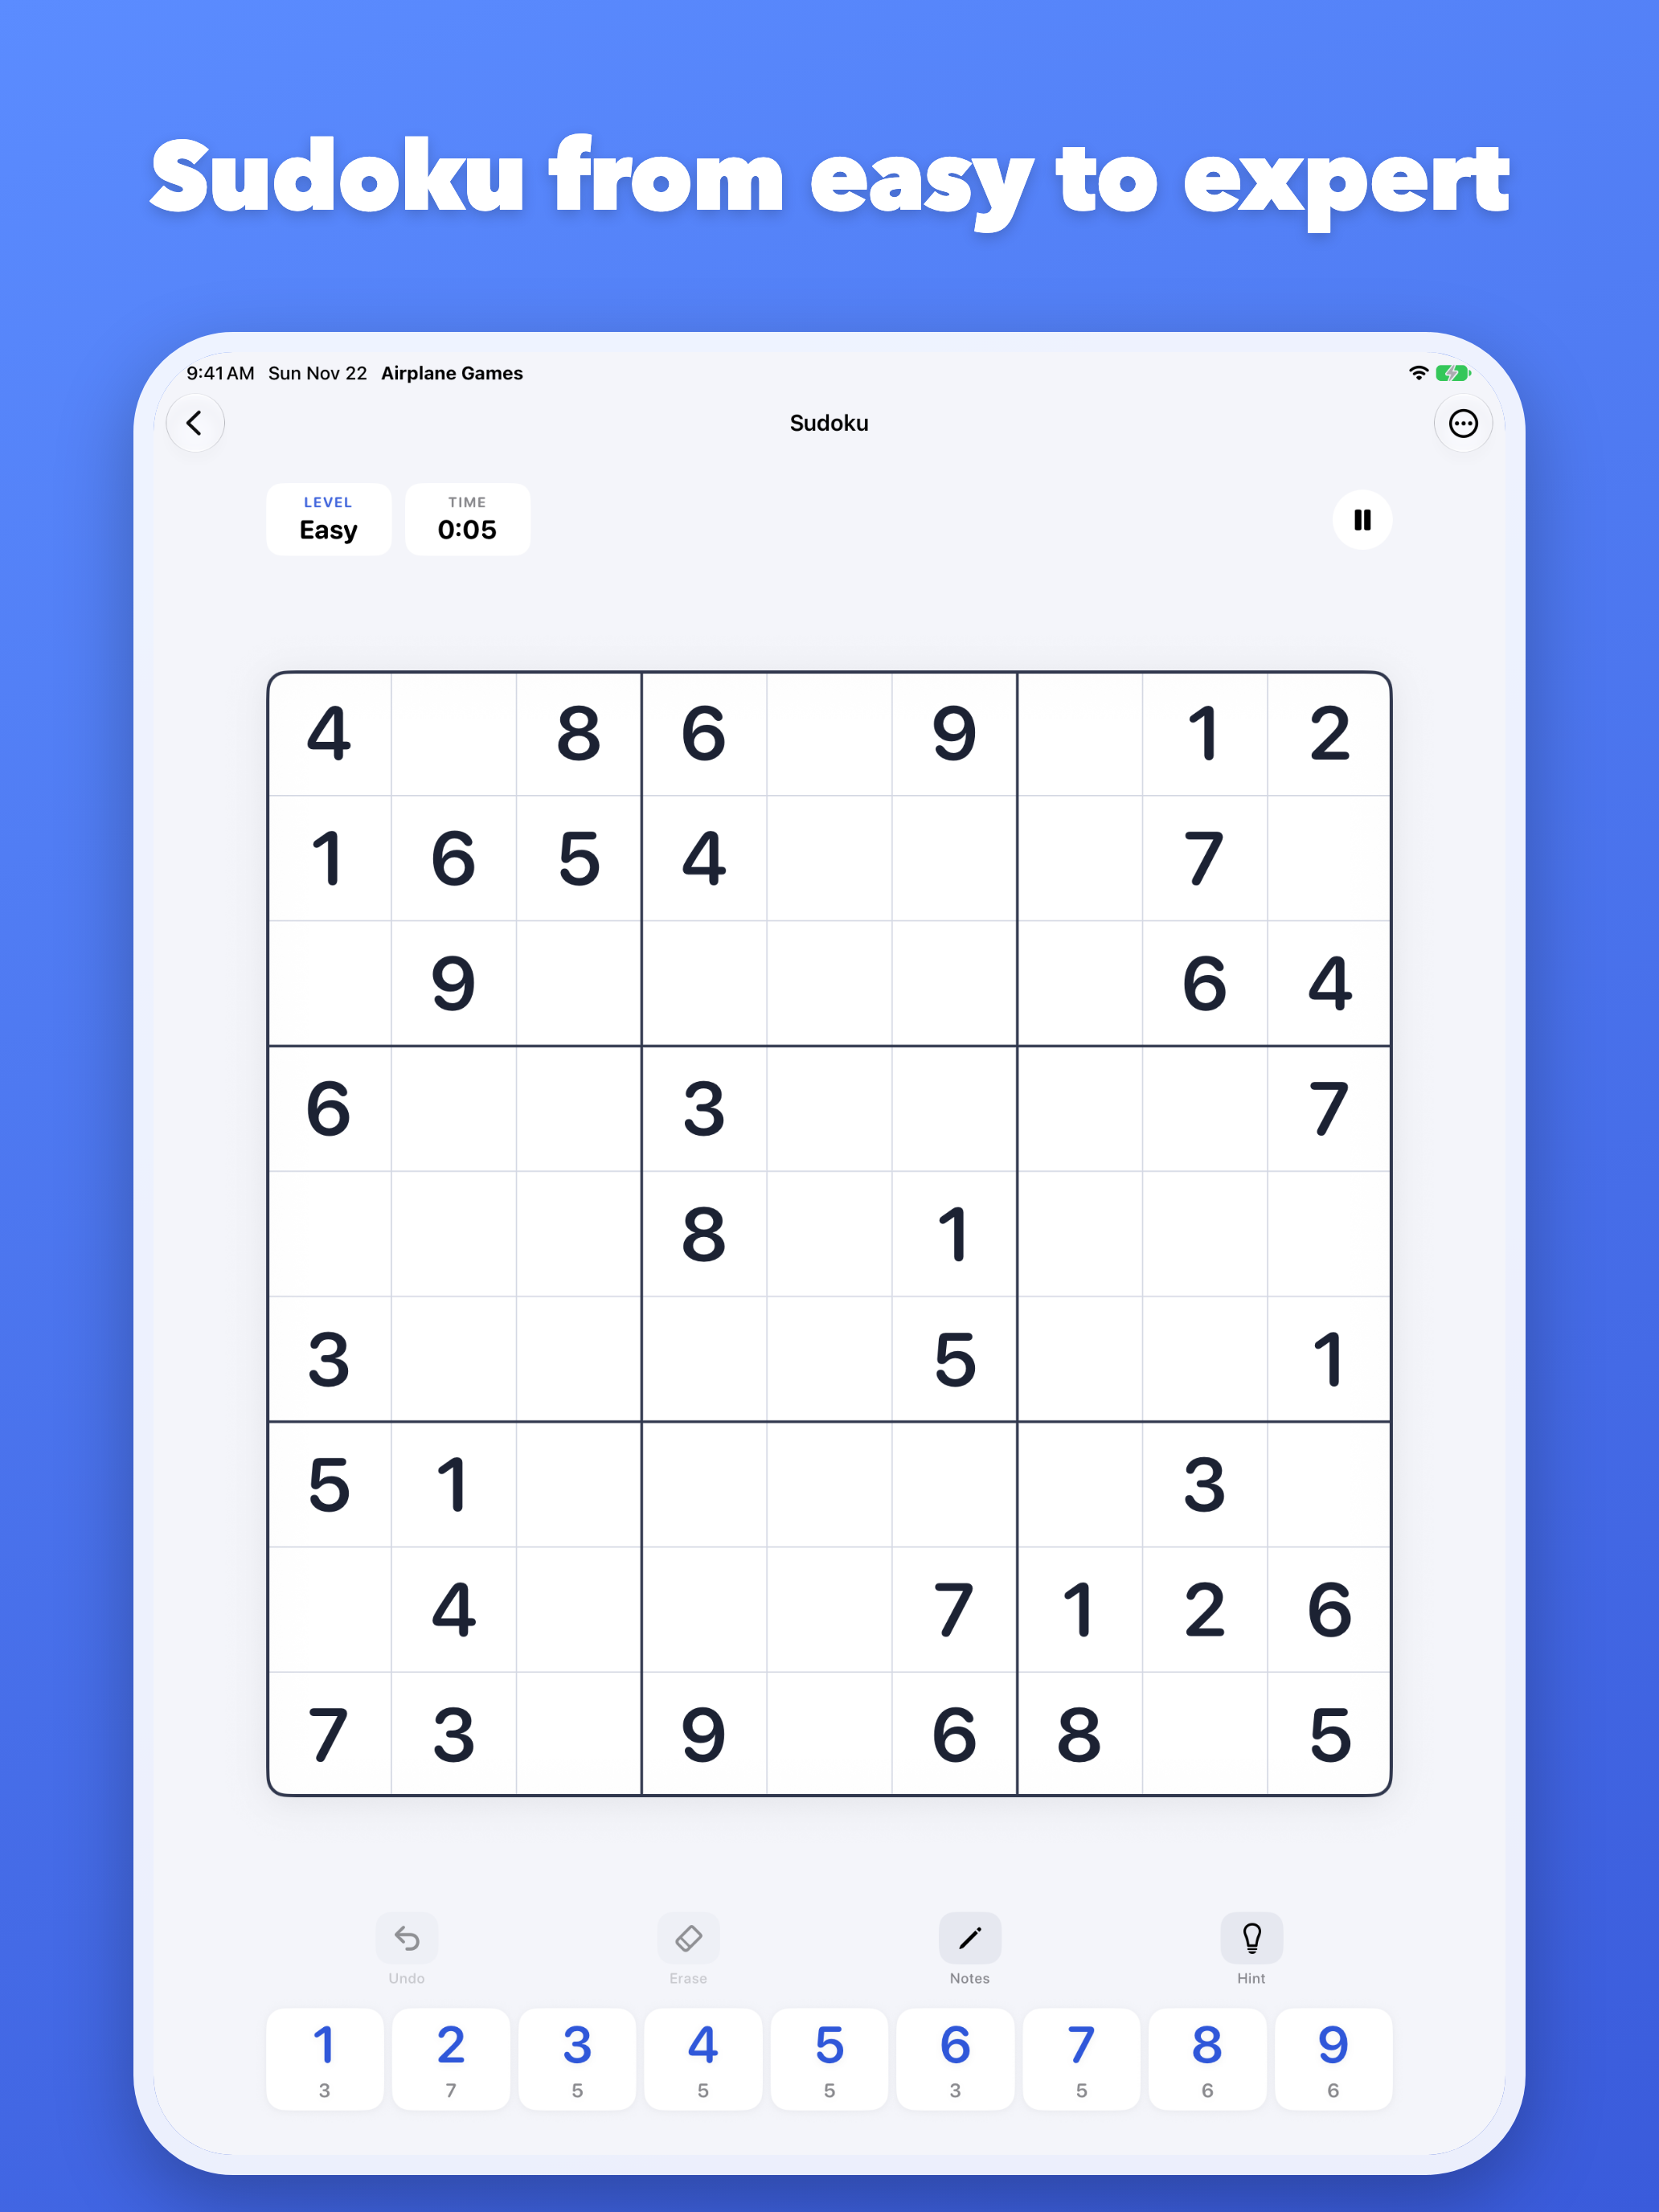 Sudoku from easy to expert
9:41 AM Sun Nov 22 Airplane Games
Sudoku
LEVEL TIME
Easy 0:05
4 8 6 9 1 2
1 6 5 4 7
9 6 4
6 3 7
8 1
3 5 1
5 1 3
4 7 1 2 6
7 3 9 6 8 5
Undo Erase Notes Hint
1 2 3 4 5 6 7 8 9
3 7 5 5 5 3 5 6 6